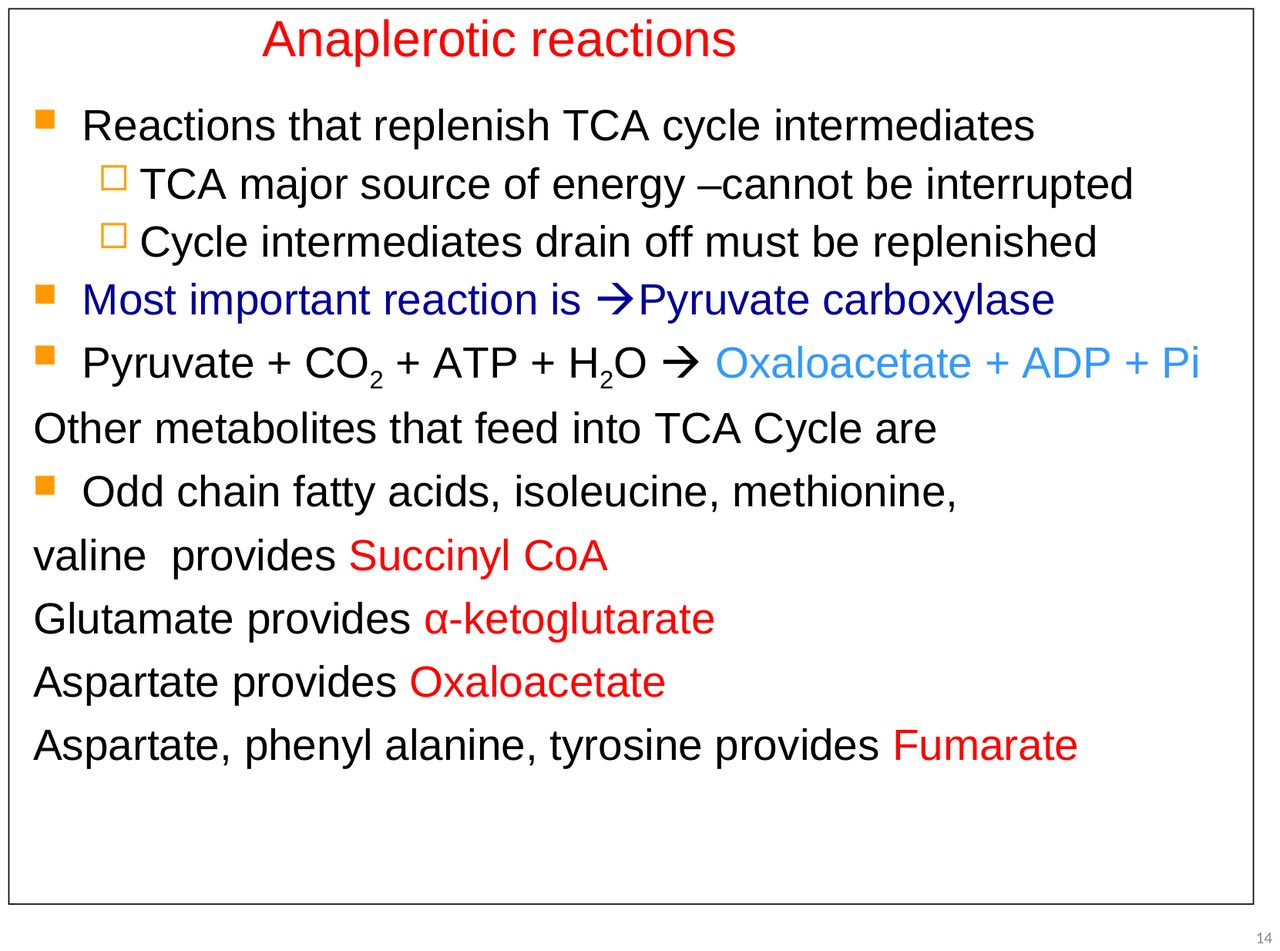 Anaplerotic reactions
Reactions that replenish TCA cycle intermediates
TCA major source of energy –cannot be interrupted
Cycle intermediates drain off must be replenished
Most important reaction is →Pyruvate carboxylase
Pyruvate + CO₂ + ATP + H₂O → Oxaloacetate + ADP + Pi
Other metabolites that feed into TCA Cycle are
Odd chain fatty acids, isoleucine, methionine,
valine  provides Succinyl CoA
Glutamate provides α-ketoglutarate
Aspartate provides Oxaloacetate
Aspartate, phenyl alanine, tyrosine provides Fumarate
14